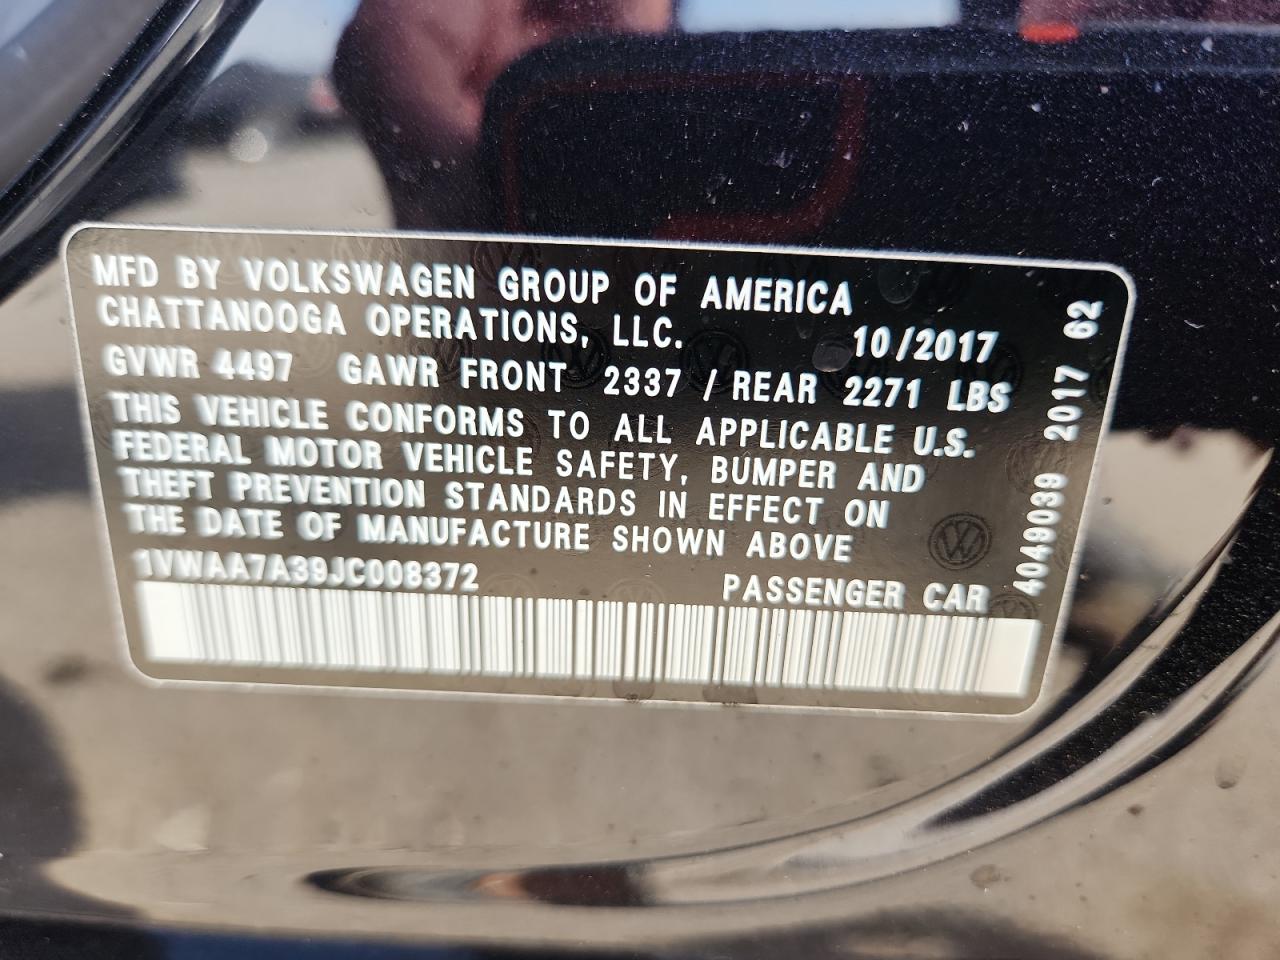 MFD BY VOLKSWAGEN GROUP OF AMERICA
CHATTANOOGA OPERATIONS, LLC. 10/2017
GVWR 4497 GAWR FRONT 2337 / REAR 2271 LBS
THIS VEHICLE CONFORMS TO ALL APPLICABLE U.S.
FEDERAL MOTOR VEHICLE SAFETY, BUMPER AND
THEFT PREVENTION STANDARDS IN EFFECT ON
THE DATE OF MANUFACTURE SHOWN ABOVE
1VWAA7A39JC008372 PASSENGER CAR
4049039 2017 62